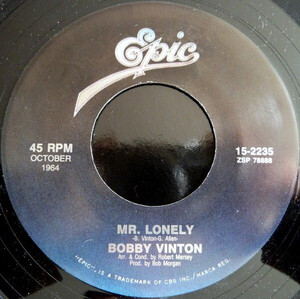 Epic
45 RPM
OCTOBER
1964
15-2235
ZSP 78886
MR. LONELY
-B. Vinton-G. Allen-
BOBBY VINTON
Arr. & Cond. by Robert Mersey
Prod. by Bob Morgan
"EPIC", IS A TRADEMARK OF CBS INC./MARCA REG.